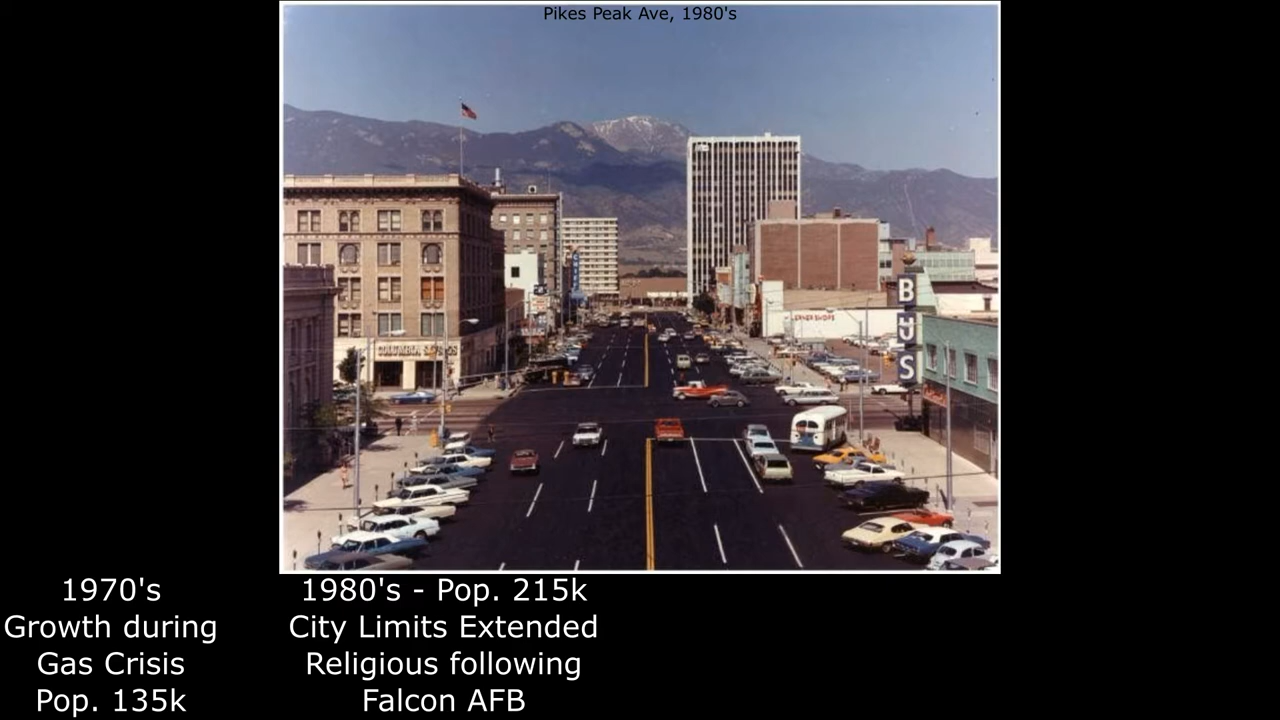 Pikes Peak Ave, 1980's
BUS
1970's
Growth during
Gas Crisis
Pop. 135k
1980's - Pop. 215k
City Limits Extended
Religious following
Falcon AFB